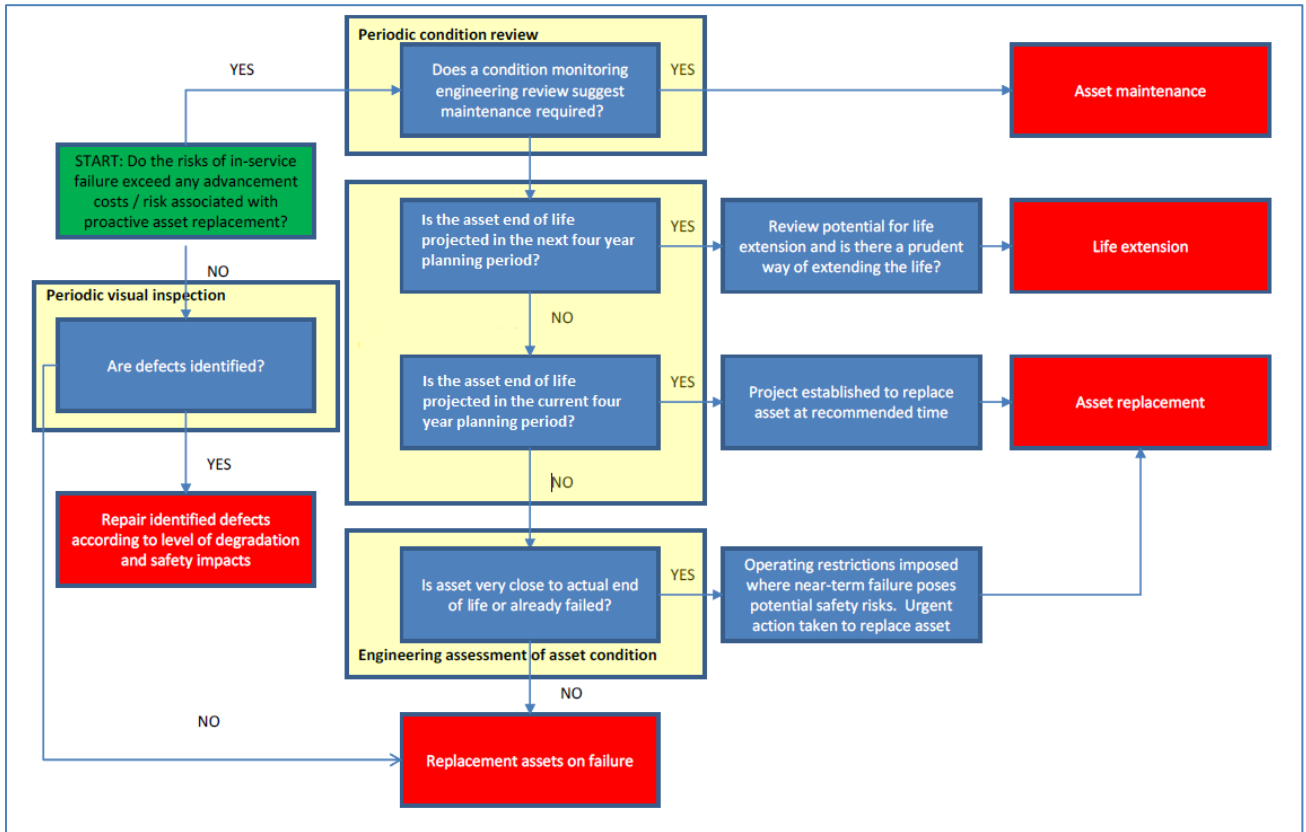 Periodic condition review
YES
Does a condition monitoring
engineering review suggest
maintenance required?
YES
Asset maintenance
START: Do the risks of in-service
failure exceed any advancement
costs / risk associated with
proactive asset replacement?
Is the asset end of life
projected in the next four year
planning period?
YES
Review potential for life
extension and is there a prudent
way of extending the life?
Life extension
NO
Periodic visual inspection
Are defects identified?
NO
Is the asset end of life
projected in the current four
year planning period?
YES
Project established to replace
asset at recommended time
Asset replacement
YES
NO
Repair identified defects
according to level of degradation
and safety impacts
Is asset very close to actual end
of life or already failed?
YES
Operating restrictions imposed
where near-term failure poses
potential safety risks. Urgent
action taken to replace asset
Engineering assessment of asset condition
NO
NO
Replacement assets on failure